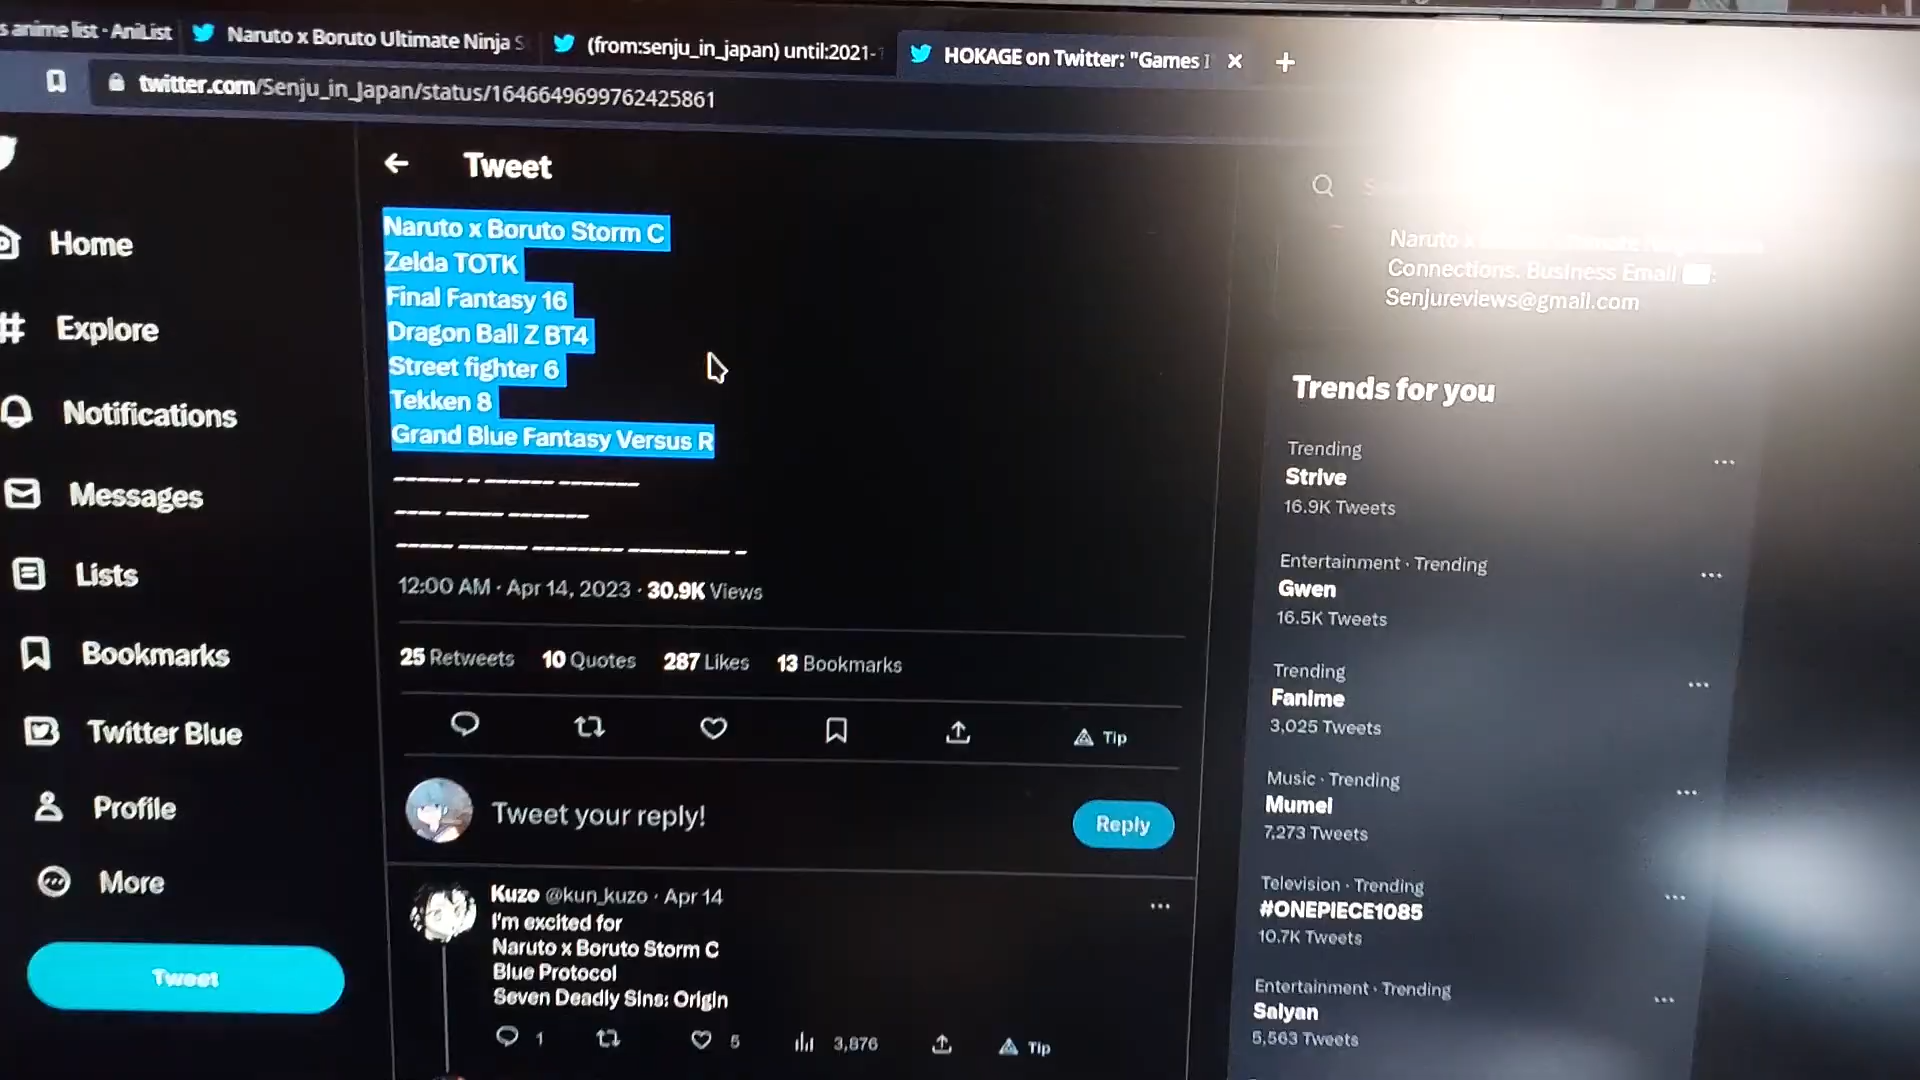 s anime list · AniList
Naruto x Boruto Ultimate Ninja S
(from:senju_in_japan) until:2021-1
HOKAGE on Twitter: "Games I
twitter.com/Senju_in_Japan/status/1646649699762425861
Home
Explore
Notifications
Messages
Lists
Bookmarks
Twitter Blue
Profile
More
Tweet
Tweet
Naruto x Boruto Storm C
Zelda TOTK
Final Fantasy 16
Dragon Ball Z BT4
Street fighter 6
Tekken 8
Grand Blue Fantasy Versus R
------ - ------ -------
---- ----- -------
----- ------ -------- --------- -
12:00 AM · Apr 14, 2023 · 30.9K Views
25 Retweets 10 Quotes 287 Likes 13 Bookmarks
Tip
Tweet your reply!
Reply
Kuzo @kun_kuzo · Apr 14
I'm excited for
Naruto x Boruto Storm C
Blue Protocol
Seven Deadly Sins: Origin
1 5 3,876 Tip
Naruto x
Connections. Business Email :
Senjureviews@gmail.com
Trends for you
Trending
Strive
16.9K Tweets
Entertainment · Trending
Gwen
16.5K Tweets
Trending
Fanime
3,025 Tweets
Music · Trending
Mumei
7,273 Tweets
Television · Trending
#ONEPIECE1085
10.7K Tweets
Entertainment · Trending
Saiyan
5,563 Tweets